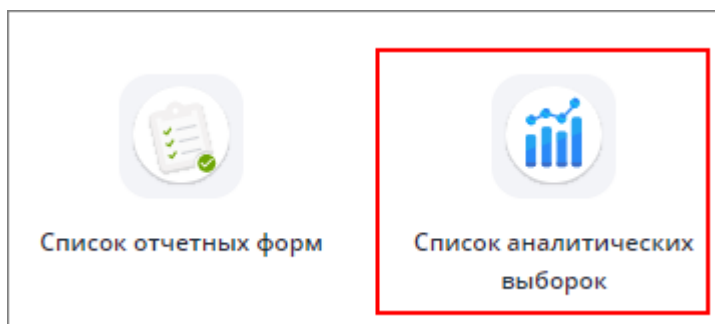 Список отчетных форм
Список аналитических
выборок